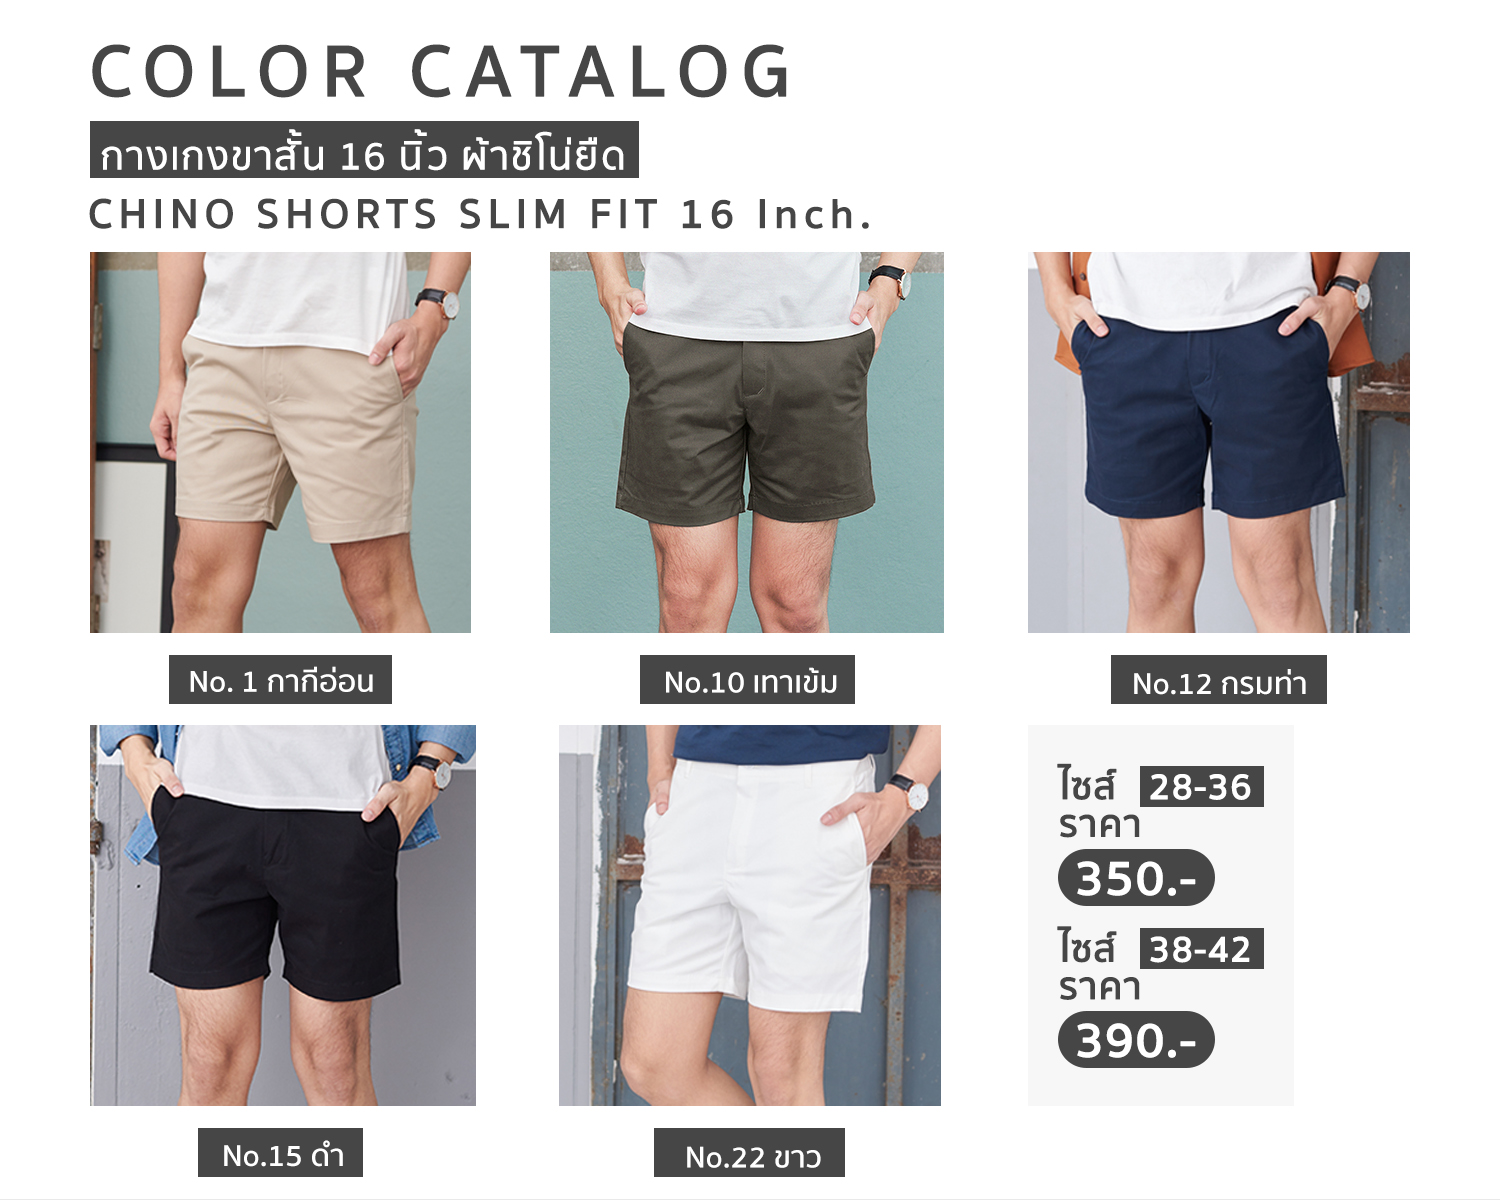 COLOR CATALOG
กางเกงขาสั้น 16 นิ้ว ผ้าชิโน่ยืด
CHINO SHORTS SLIM FIT 16 Inch.
No. 1 กากีอ่อน
No.10 เทาเข้ม
No.12 กรมท่า
No.15 ดำ
No.22 ขาว
ไซส์ 28-36
ราคา
350.-
ไซส์ 38-42
ราคา
390.-